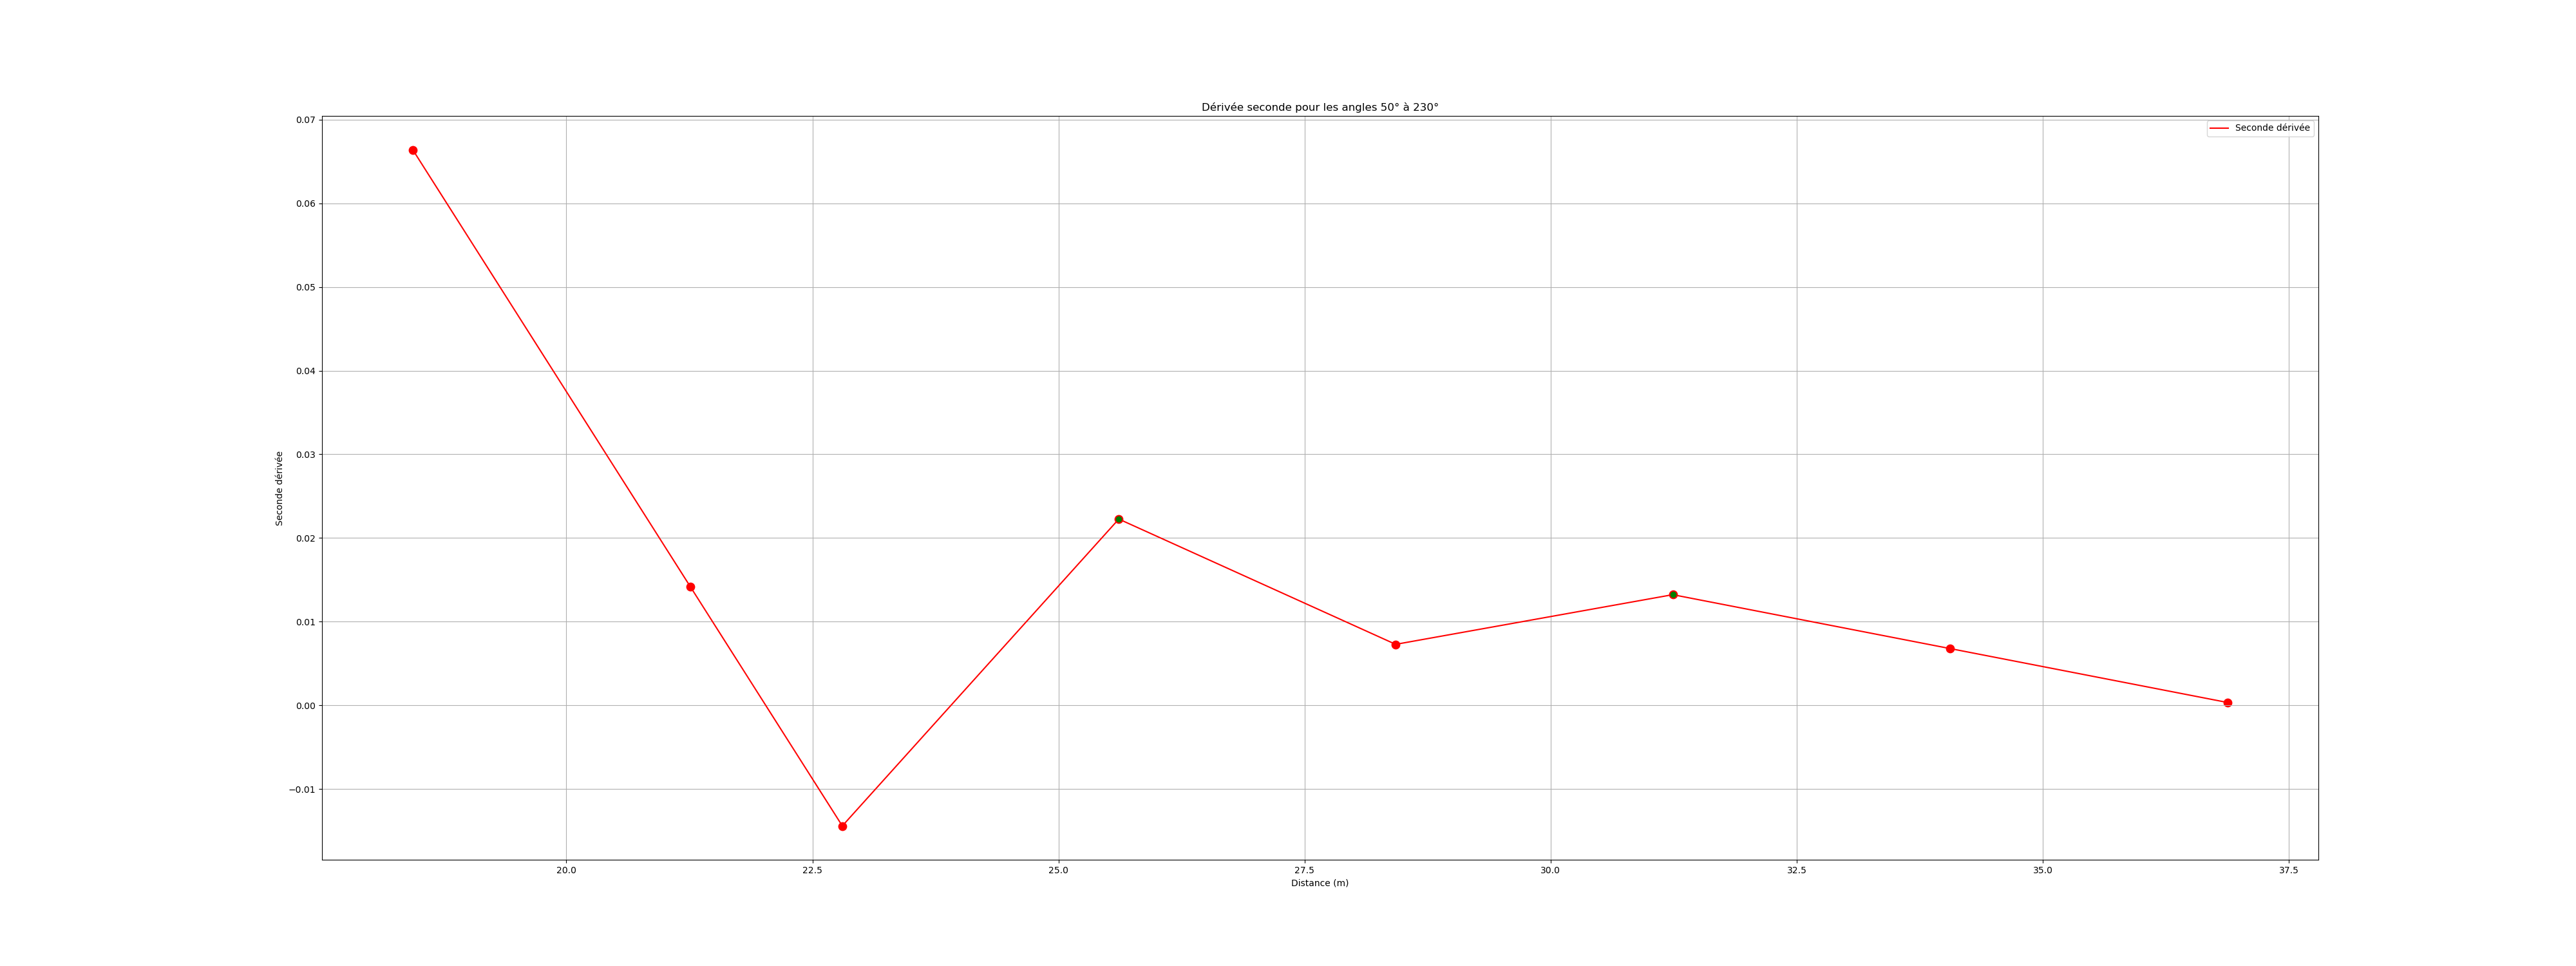 Dérivée seconde pour les angles 50° à 230°
Seconde dérivée
0.07
0.06
0.05
0.04
0.03
0.02
0.01
0.00
−0.01
Seconde dérivée
20.0 22.5 25.0 27.5 30.0 32.5 35.0 37.5
Distance (m)